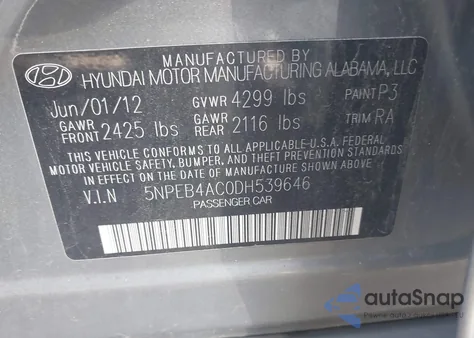 MANUFACTURED BY
HYUNDAI MOTOR MANUFACTURING ALABAMA, LLC
Jun/01/12 GVWR 4299 lbs PAINT P3
GAWR FRONT 2425 lbs GAWR REAR 2116 lbs TRIM RA
THIS VEHICLE CONFORMS TO ALL APPLICABLE U.S.A. FEDERAL
MOTOR VEHICLE SAFETY, BUMPER, AND THEFT PREVENTION STANDARDS
IN EFFECT ON THE DATE OF MANUFACTURE SHOWN ABOVE.
V.I.N 5NPEB4AC0DH539646
PASSENGER CAR
autoSnap